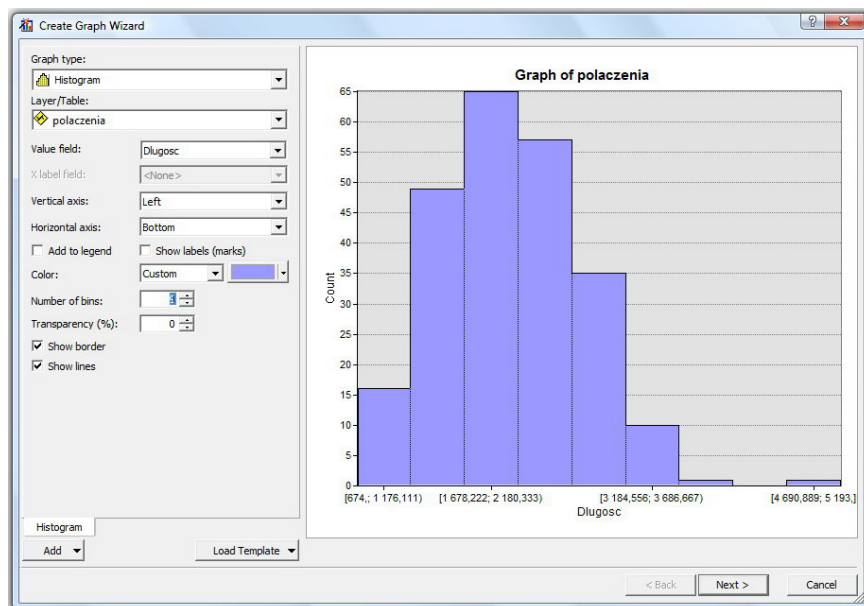 Create Graph Wizard
Graph type:
Histogram
Layer/Table:
polaczenia
Value field:
Dlugosc
X label field:
<None>
Vertical axis:
Left
Horizontal axis:
Bottom
Add to legend
Show labels (marks)
Color:
Custom
Number of bins:
Transparency (%):
0
Show border
Show lines
Histogram
Add
Load Template
Graph of polaczenia
65
60
55
50
45
40
35
30
25
20
15
10
5
0
Count
[674,; 1 176,111)
[1 678,222; 2 180,333)
[3 184,556; 3 686,667)
[4 690,889; 5 193,]
Dlugosc
< Back
Next >
Cancel